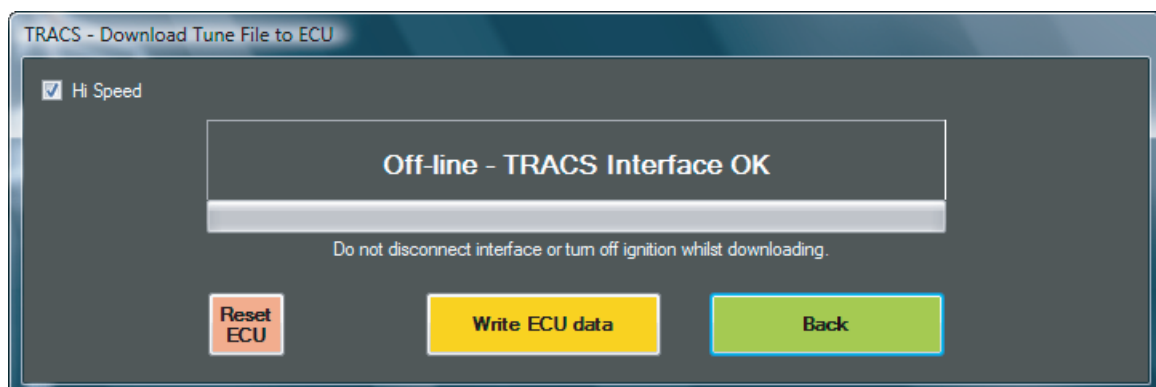 TRACS - Download Tune File to ECU
Hi Speed
Off-line - TRACS Interface OK
Do not disconnect interface or turn off ignition whilst downloading.
Reset
ECU
Write ECU data
Back